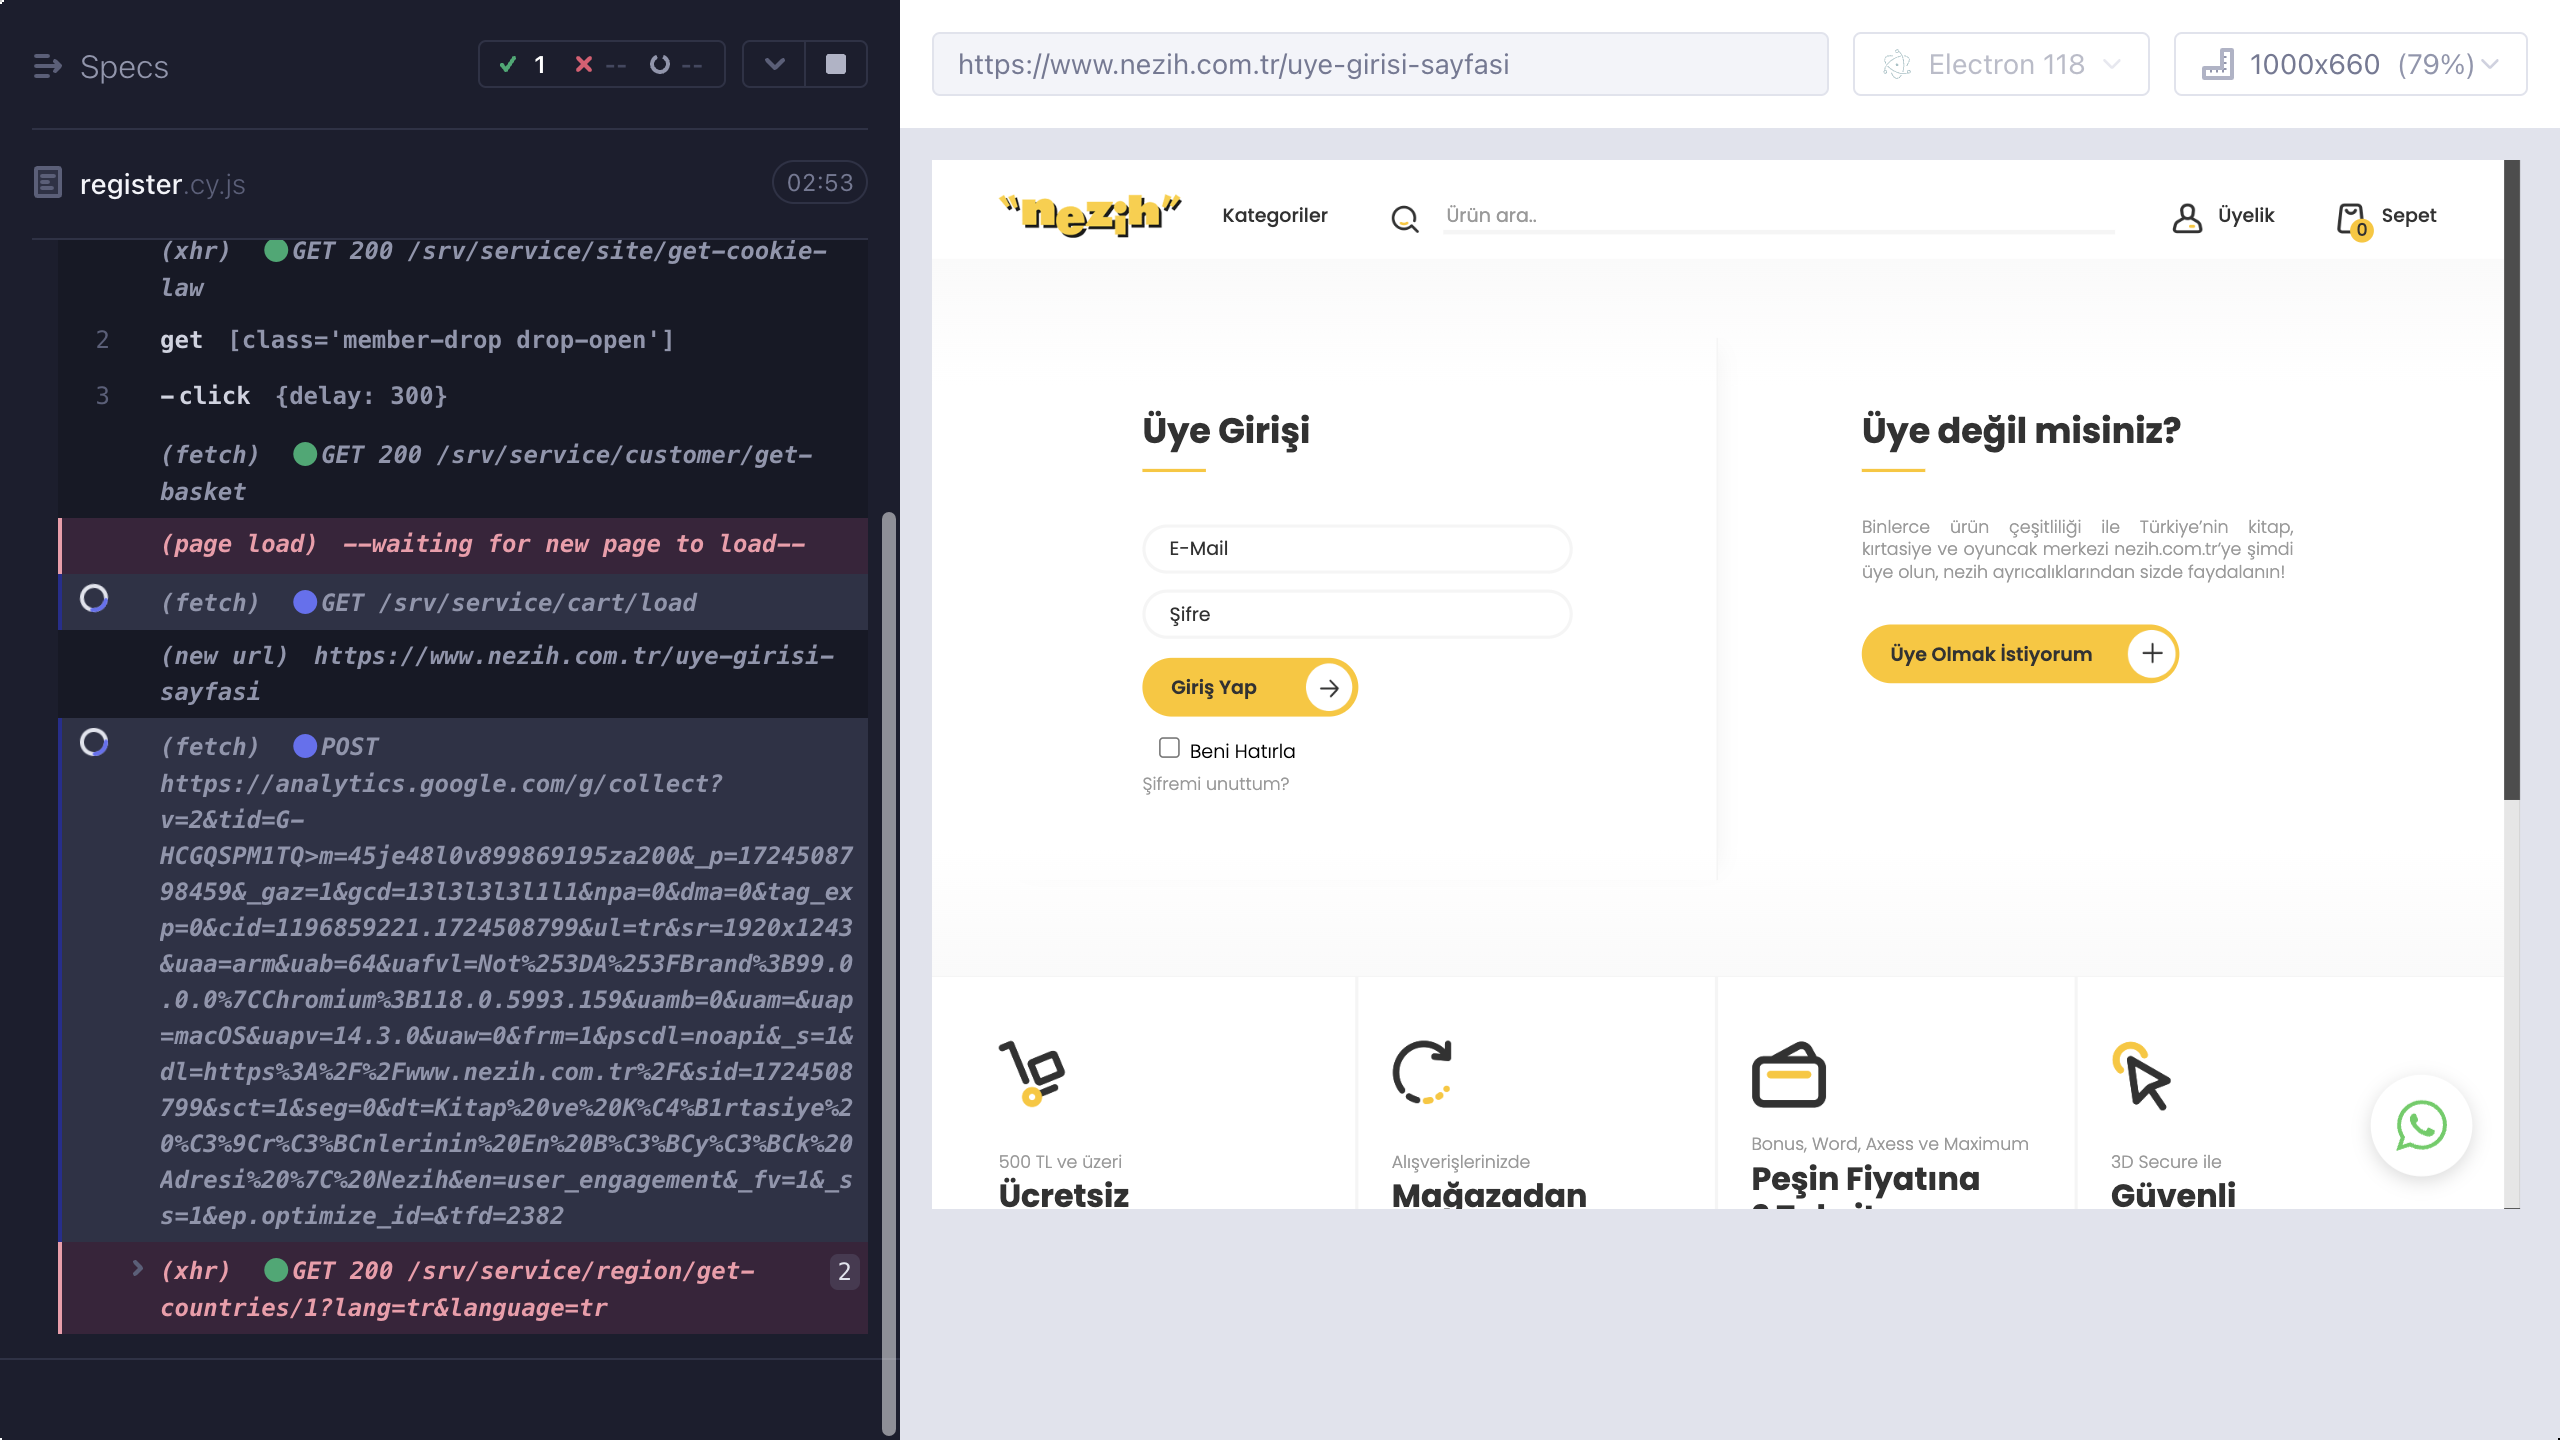 Specs
1
--
--
register.cy.js
02:53
(xhr) GET 200 /srv/service/site/get-cookie-
law
2 get [class='member-drop drop-open']
3 -click {delay: 300}
(fetch) GET 200 /srv/service/customer/get-
basket
(page load) --waiting for new page to load--
(fetch) GET /srv/service/cart/load
(new url) https://www.nezih.com.tr/uye-girisi-
sayfasi
(fetch) POST
https://analytics.google.com/g/collect?
v=2&tid=G-
HCGQSPM1TQ>m=45je48l0v899869195za200&_p=17245087
98459&_gaz=1&gcd=13l3l3l3l1l1&npa=0&dma=0&tag_ex
p=0&cid=1196859221.1724508799&ul=tr&sr=1920x1243
&uaa=arm&uab=64&uafvl=Not%253DA%253FBrand%3B99.0
.0.0%7CChromium%3B118.0.5993.159&uamb=0&uam=&uap
=macOS&uapv=14.3.0&uaw=0&frm=1&pscdl=noapi&_s=1&
dl=https%3A%2F%2Fwww.nezih.com.tr%2F&sid=1724508
799&sct=1&seg=0&dt=Kitap%20ve%20K%C4%B1rtasiye%2
0%C3%9Cr%C3%BCnlerinin%20En%20B%C3%BCy%C3%BCk%20
Adresi%20%7C%20Nezih&en=user_engagement&_fv=1&_s
s=1&ep.optimize_id=&tfd=2382
(xhr) GET 200 /srv/service/region/get-
countries/1?lang=tr&language=tr
2
https://www.nezih.com.tr/uye-girisi-sayfasi
Electron 118
1000x660 (79%)
"nezih"
Kategoriler
Ürün ara..
Üyelik
0
Sepet
Üye Girişi
E-Mail
Şifre
Giriş Yap
Beni Hatırla
Şifremi unuttum?
Üye değil misiniz?
Binlerce ürün çeşitliliği ile Türkiye'nin kitap,
kırtasiye ve oyuncak merkezi nezih.com.tr'ye şimdi
üye olun, nezih ayrıcalıklarından sizde faydalanın!
Üye Olmak İstiyorum
500 TL ve üzeri
Ücretsiz
Alışverişlerinizde
Mağazadan
Bonus, Word, Axess ve Maximum
Peşin Fiyatına
3D Secure ile
Güvenli